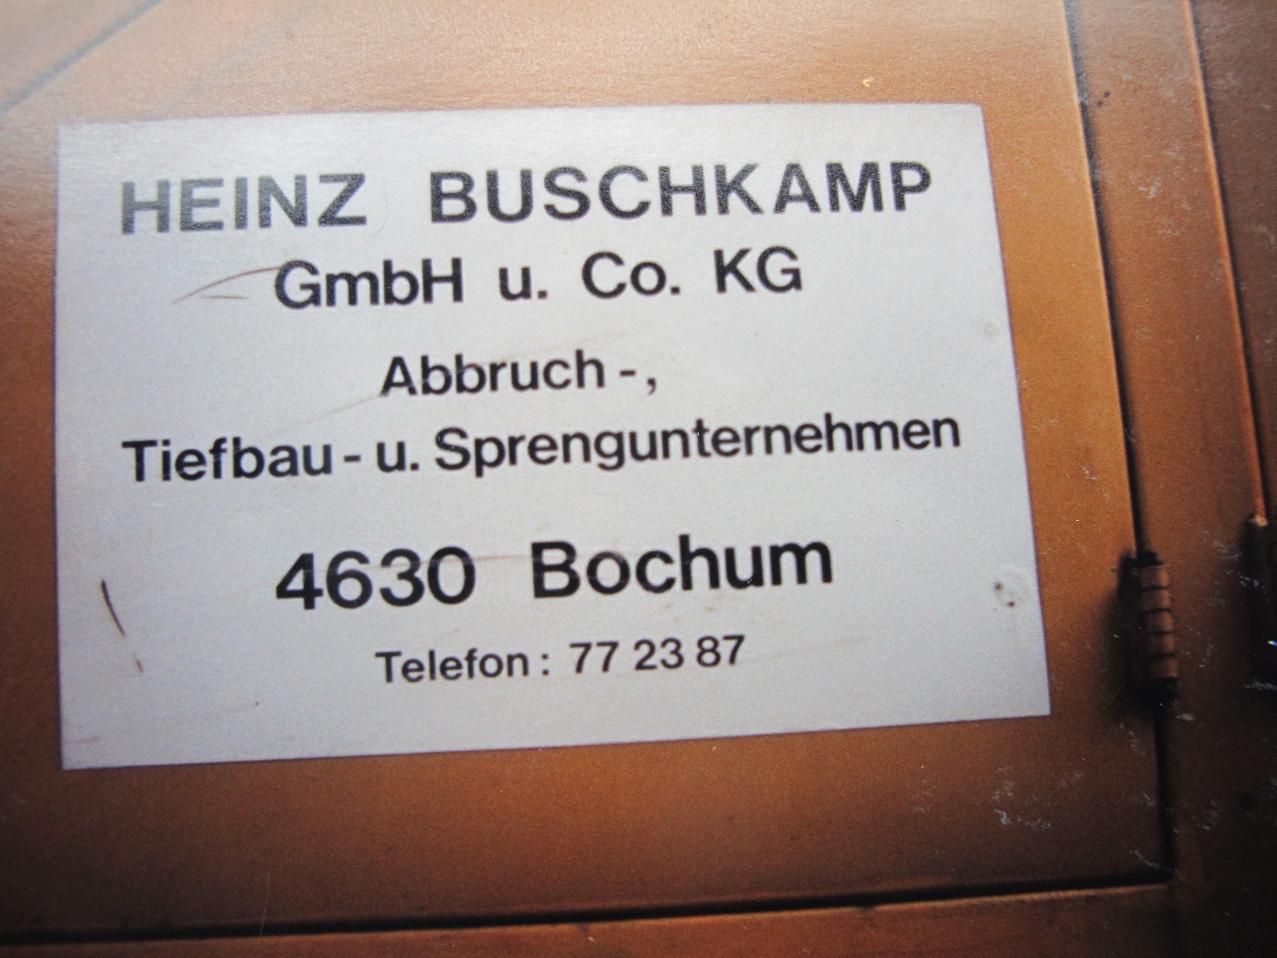 HEINZ BUSCHKAMP
GmbH u. Co. KG
Abbruch-,
Tiefbau- u. Sprengunternehmen
4630 Bochum
Telefon: 77 23 87